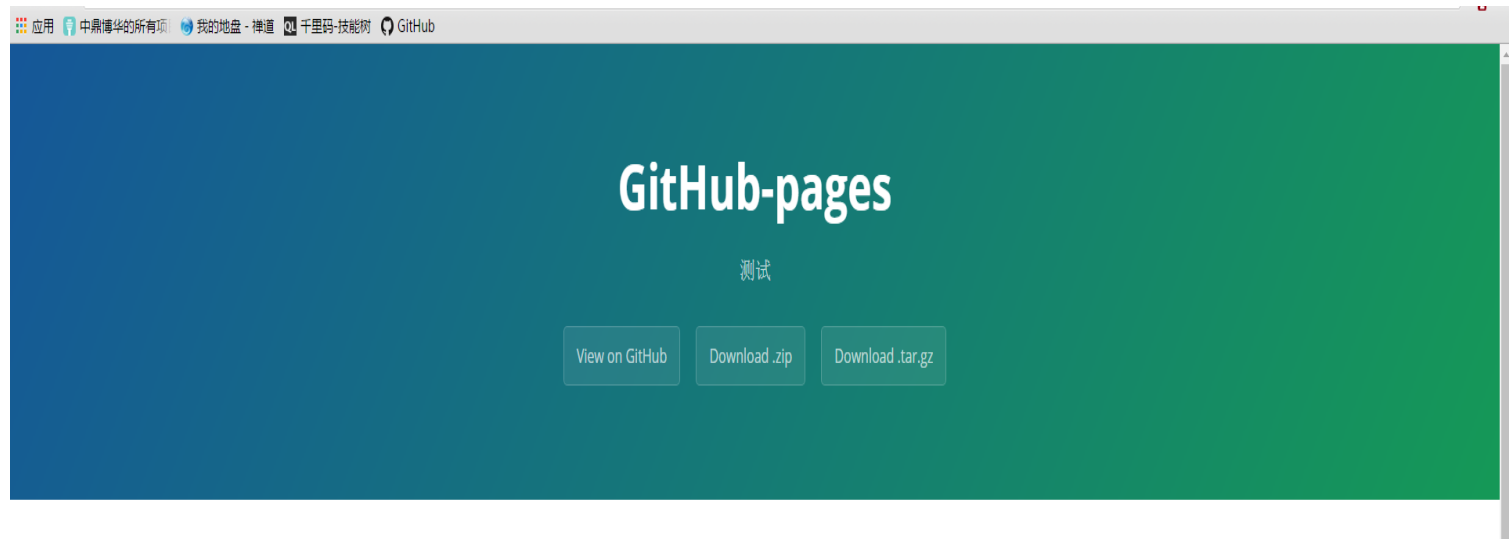 应用 中鼎博华的所有项 我的地盘 - 禅道 QL 千里码-技能树 GitHub
GitHub-pages
测试
View on GitHub Download .zip Download .tar.gz